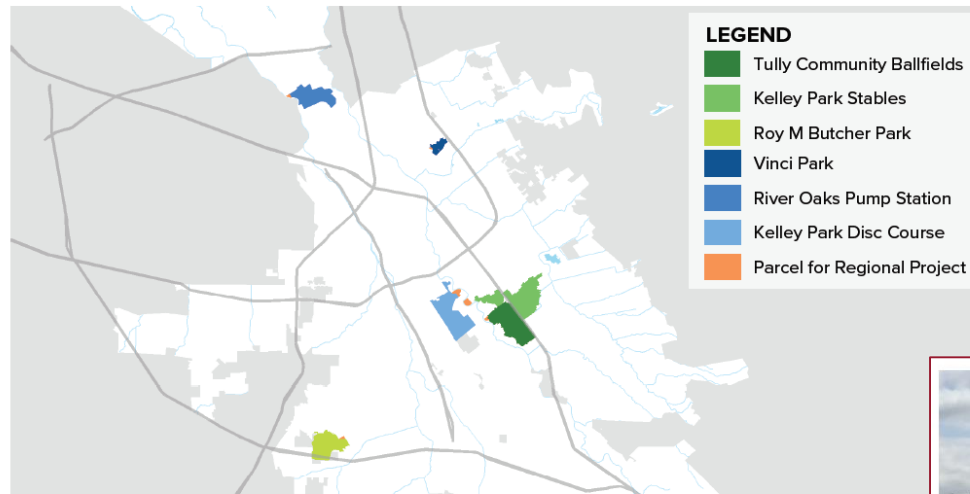 LEGEND
Tully Community Ballfields
Kelley Park Stables
Roy M Butcher Park
Vinci Park
River Oaks Pump Station
Kelley Park Disc Course
Parcel for Regional Project